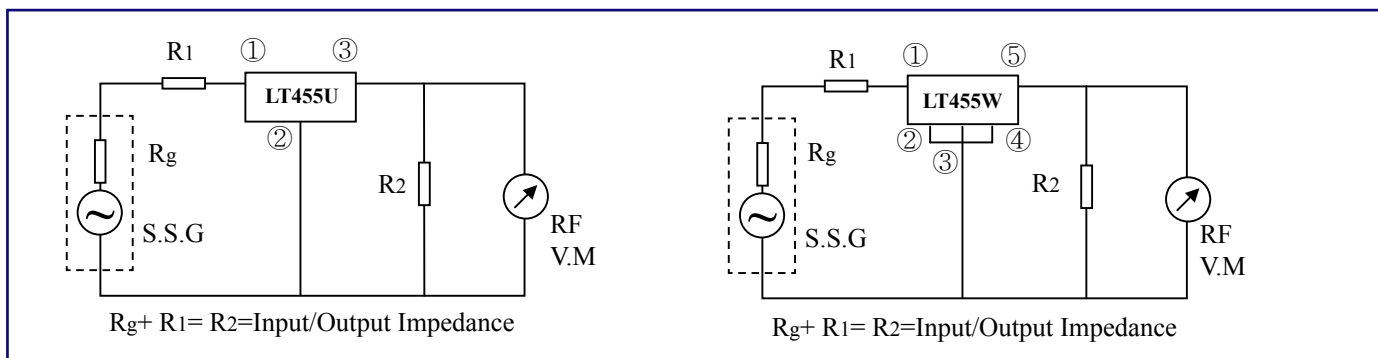 R1 ① ③
LT455U
②
Rg
R2
S.S.G
RF
V.M
Rg+ R1= R2=Input/Output Impedance
R1 ① ⑤
LT455W
② ③ ④
Rg
R2
S.S.G
RF
V.M
Rg+ R1= R2=Input/Output Impedance